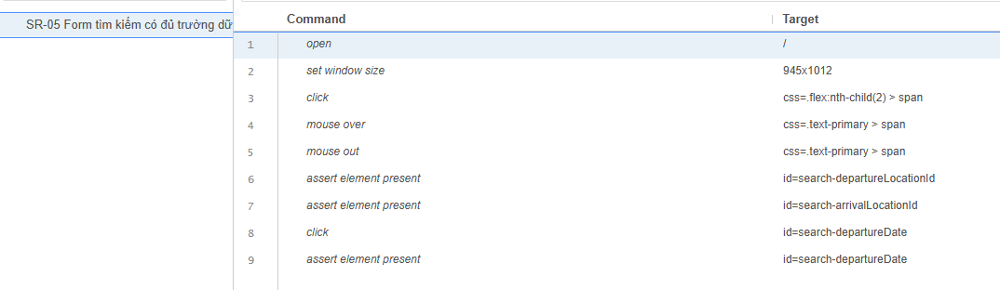 SR-05 Form tìm kiếm có đủ trường dữ
Command Target
1 open /
2 set window size 945x1012
3 click css=.flex:nth-child(2) > span
4 mouse over css=.text-primary > span
5 mouse out css=.text-primary > span
6 assert element present id=search-departureLocationId
7 assert element present id=search-arrivalLocationId
8 click id=search-departureDate
9 assert element present id=search-departureDate